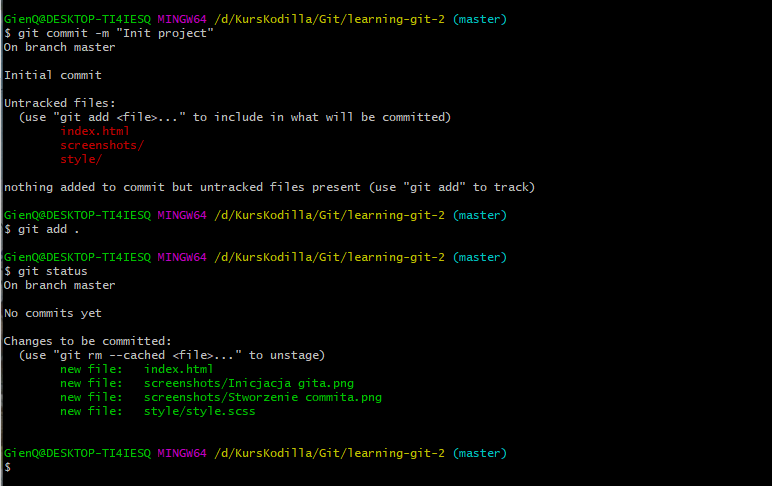 GienQ@DESKTOP-TI4IESQ MINGW64 /d/KursKodilla/Git/learning-git-2 (master)
$ git commit -m "Init project"
On branch master
Initial commit
Untracked files:
(use "git add <file>..." to include in what will be committed)
index.html
screenshots/
style/
nothing added to commit but untracked files present (use "git add" to track)
GienQ@DESKTOP-TI4IESQ MINGW64 /d/KursKodilla/Git/learning-git-2 (master)
$ git add .
GienQ@DESKTOP-TI4IESQ MINGW64 /d/KursKodilla/Git/learning-git-2 (master)
$ git status
On branch master
No commits yet
Changes to be committed:
(use "git rm --cached <file>..." to unstage)
new file:   index.html
new file:   screenshots/Inicjacja gita.png
new file:   screenshots/Stworzenie commita.png
new file:   style/style.scss
GienQ@DESKTOP-TI4IESQ MINGW64 /d/KursKodilla/Git/learning-git-2 (master)
$